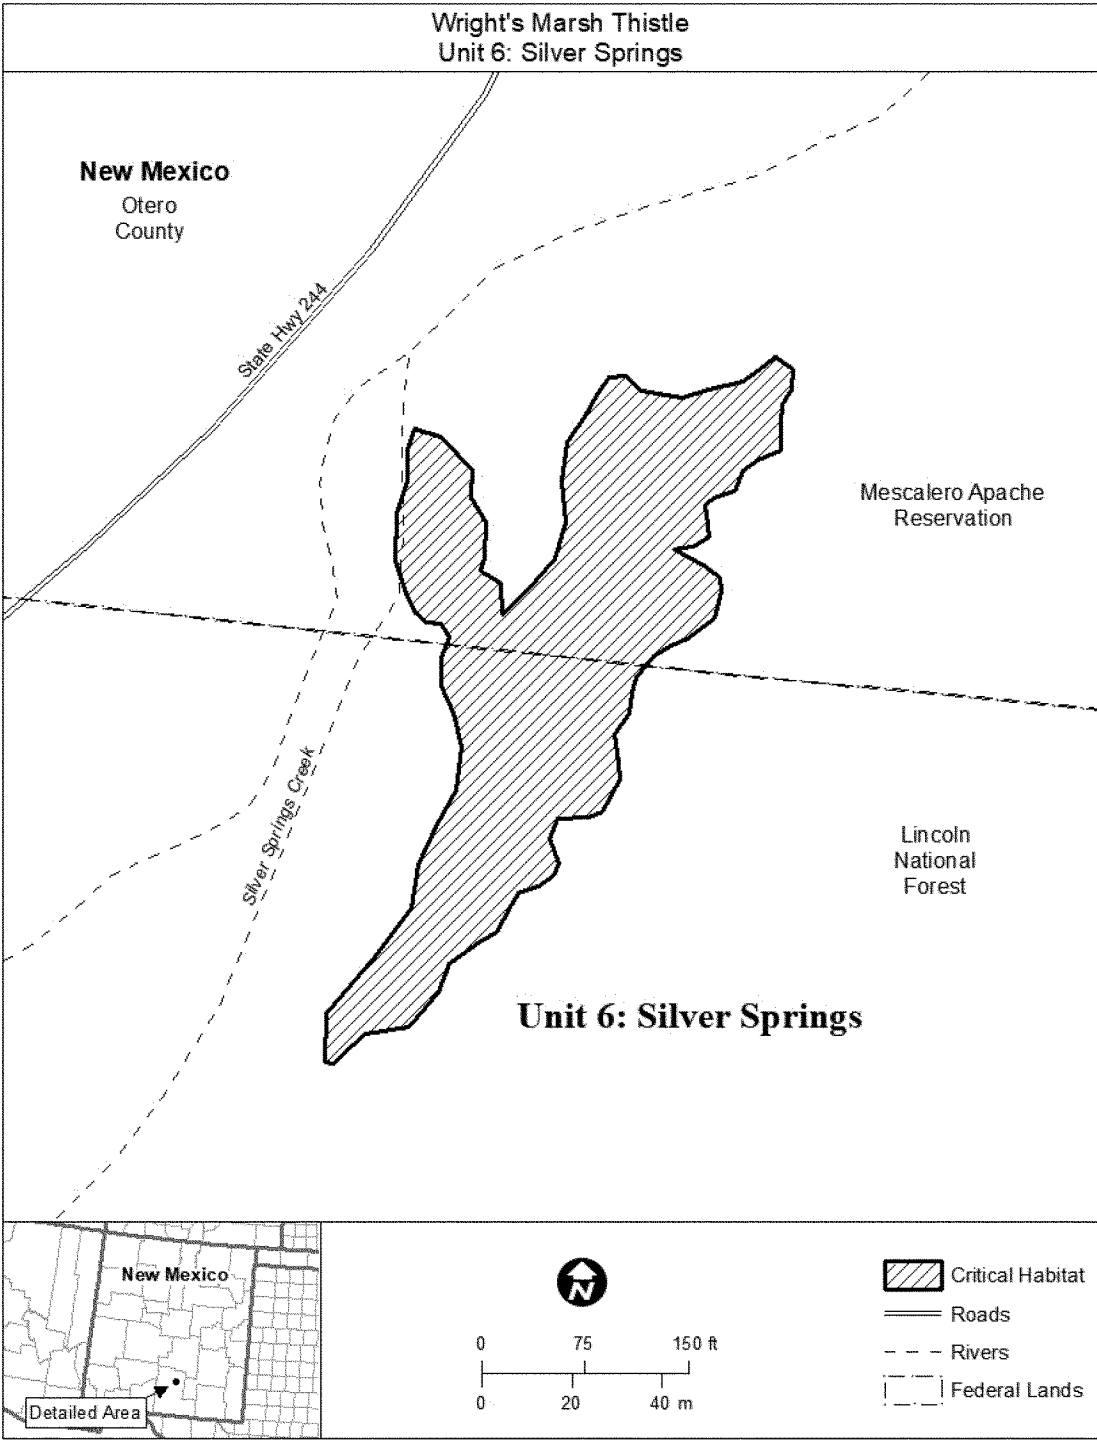 Wright's Marsh Thistle
Unit 6: Silver Springs
New Mexico
Otero
County
State Hwy 244
Mescalero Apache
Reservation
Silver Springs Creek
Lincoln
National
Forest
Unit 6: Silver Springs
New Mexico
Detailed Area
N
0 75 150 ft
0 20 40 m
Critical Habitat
Roads
Rivers
Federal Lands